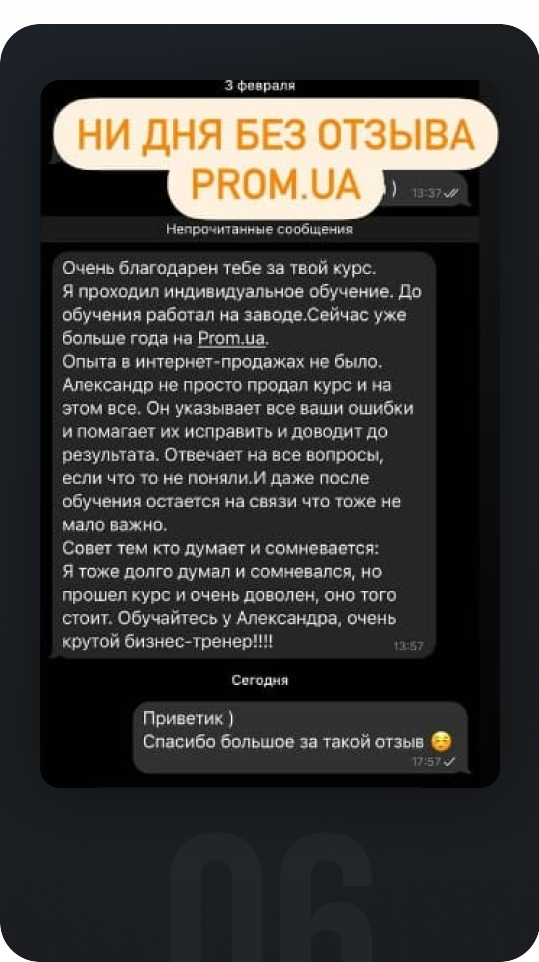 3 февраля
НИ ДНЯ БЕЗ ОТЗЫВА
PROM.UA
) 13:37
Непрочитанные сообщения
Очень благодарен тебе за твой курс.
Я проходил индивидуальное обучение. До
обучения работал на заводе.Сейчас уже
больше года на Prom.ua.
Опыта в интернет-продажах не было.
Александр не просто продал курс и на
этом все. Он указывает все ваши ошибки
и помагает их исправить и доводит до
результата. Отвечает на все вопросы,
если что то не поняли.И даже после
обучения остается на связи что тоже не
мало важно.
Совет тем кто думает и сомневается:
Я тоже долго думал и сомневался, но
прошел курс и очень доволен, оно того
стоит. Обучайтесь у Александра, очень
крутой бизнес-тренер!!!!
13:57
Сегодня
Приветик )
Спасибо большое за такой отзыв ☺️
17:57
06